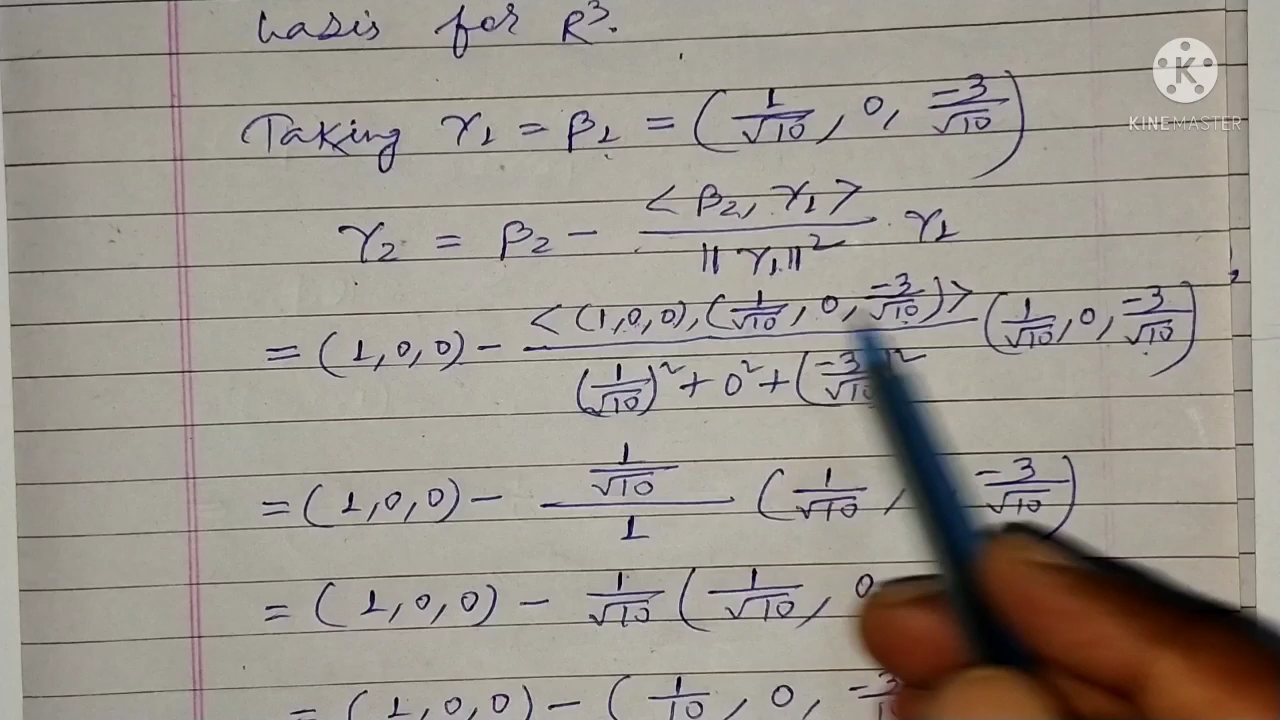 basis for R³.
KINEMASTER
Taking γ₁ = β₁ = (1/√10, 0, -3/√10)
γ₂ = β₂ - <β₂, γ₁>/||γ₁||² · γ₁
= (1,0,0) - <(1,0,0), (1/√10, 0, -3/√10)>/((1/√10)² + 0² + (-3/√10)²) (1/√10, 0, -3/√10)
= (1,0,0) - (1/√10)/1 (1/√10, , -3/√10)
= (1,0,0) - 1/√10 (1/√10, 0
= (1,0,0) - (1/10, 0, -3